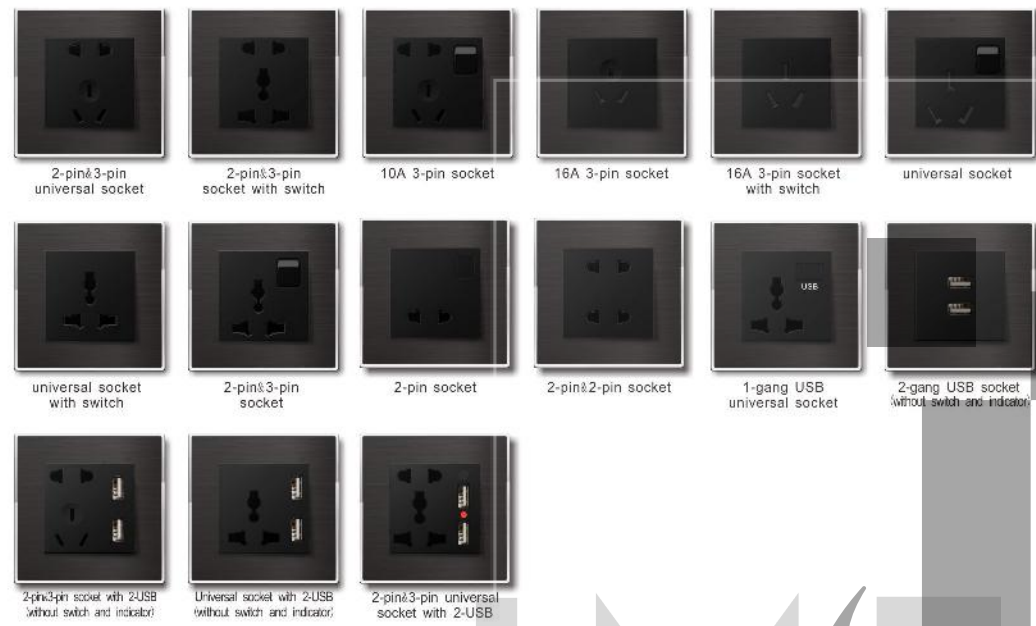 2-pin&3-pin
universal socket
2-pin&3-pin
socket with switch
10A 3-pin socket
16A 3-pin socket
16A 3-pin socket
with switch
universal socket
USB
universal socket
with switch
2-pin&3-pin
socket
2-pin socket
2-pin&2-pin socket
1-gang USB
universal socket
2-gang USB socket
(without switch and indicator)
2-pin&3-pin socket with 2-USB
(without switch and indicator)
Universal socket with 2-USB
(without switch and indicator)
2-pin&3-pin universal
socket with 2-USB